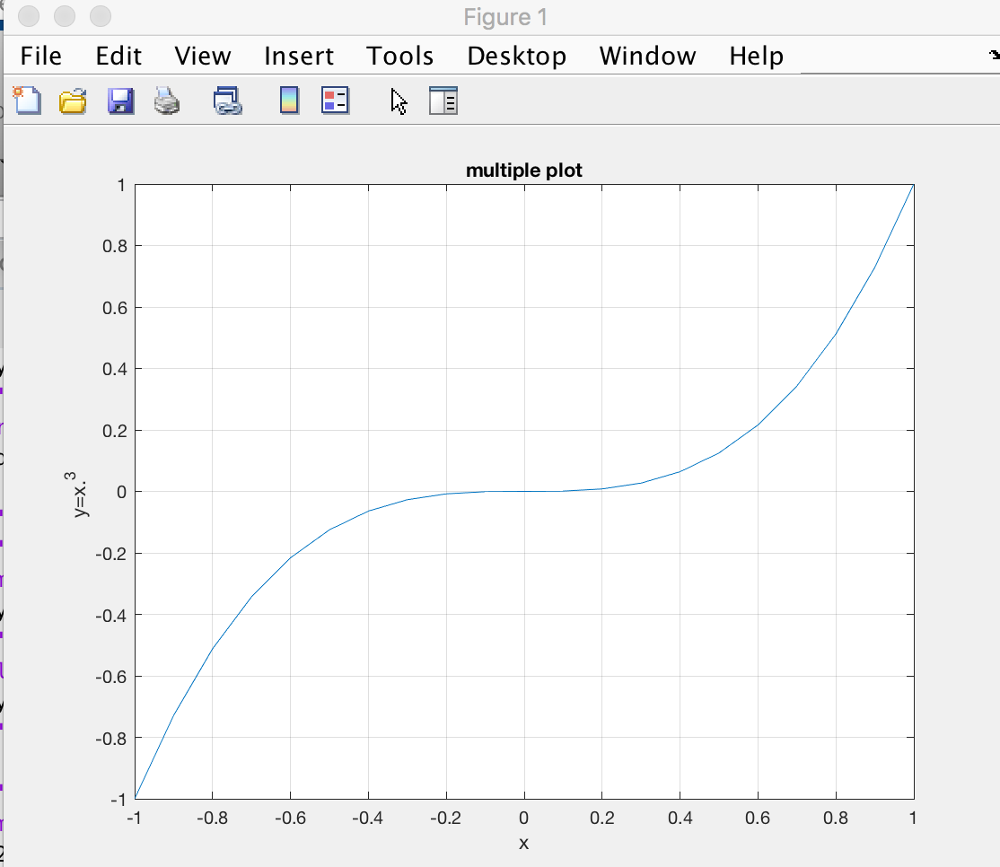 Figure 1
File Edit View Insert Tools Desktop Window Help
multiple plot
1
0.8
0.6
0.4
0.2
0
-0.2
-0.4
-0.6
-0.8
-1
y=x.³
-1 -0.8 -0.6 -0.4 -0.2 0 0.2 0.4 0.6 0.8 1
x